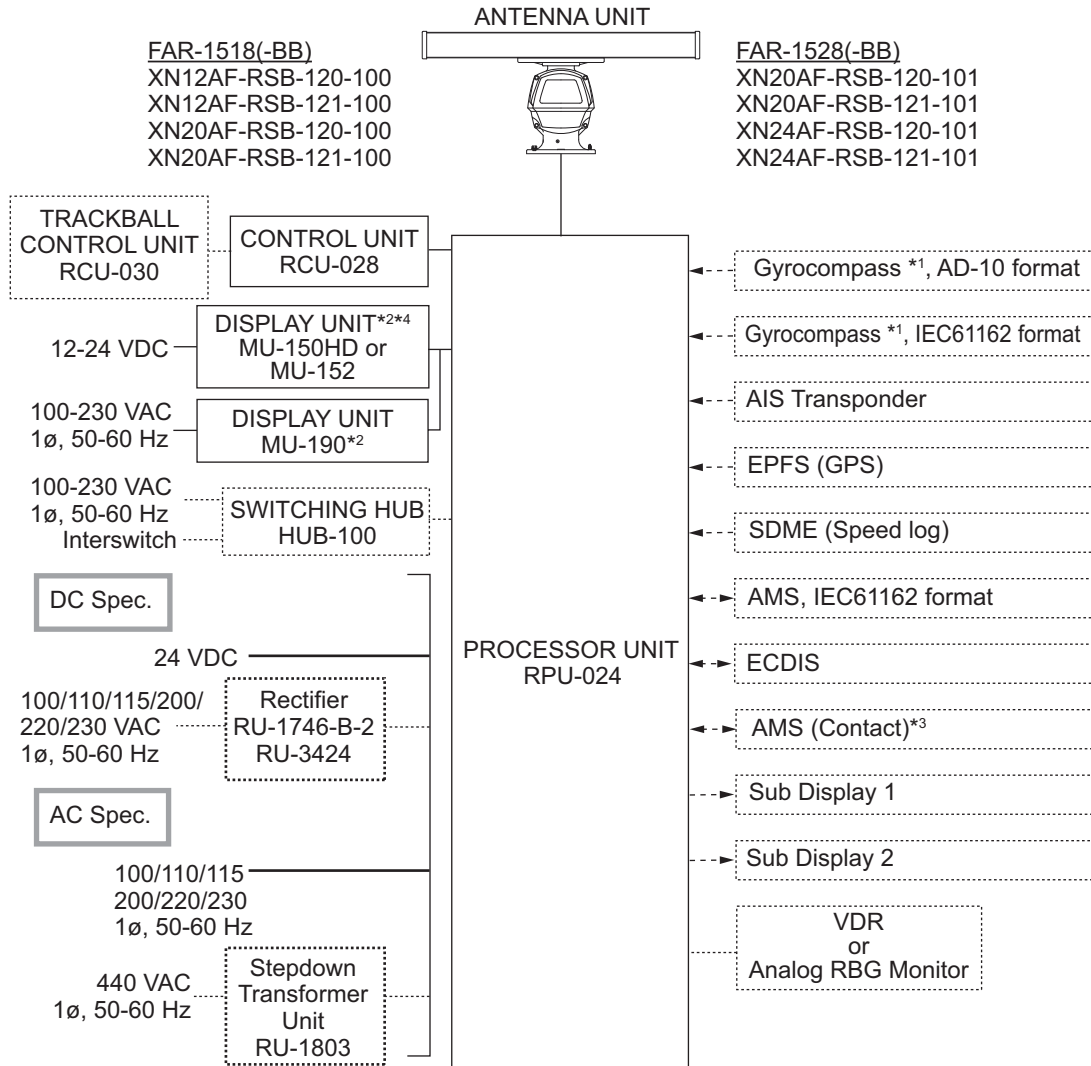 ANTENNA UNIT
FAR-1518(-BB)
XN12AF-RSB-120-100
XN12AF-RSB-121-100
XN20AF-RSB-120-100
XN20AF-RSB-121-100
FAR-1528(-BB)
XN20AF-RSB-120-101
XN20AF-RSB-121-101
XN24AF-RSB-120-101
XN24AF-RSB-121-101
TRACKBALL
CONTROL UNIT
RCU-030
CONTROL UNIT
RCU-028
12-24 VDC
DISPLAY UNIT*2*4
MU-150HD or
MU-152
100-230 VAC
1ø, 50-60 Hz
DISPLAY UNIT
MU-190*2
100-230 VAC
1ø, 50-60 Hz
Interswitch
SWITCHING HUB
HUB-100
DC Spec.
24 VDC
100/110/115/200/
220/230 VAC
1ø, 50-60 Hz
Rectifier
RU-1746-B-2
RU-3424
AC Spec.
100/110/115
200/220/230
1ø, 50-60 Hz
440 VAC
1ø, 50-60 Hz
Stepdown
Transformer
Unit
RU-1803
PROCESSOR UNIT
RPU-024
Gyrocompass *1, AD-10 format
Gyrocompass *1, IEC61162 format
AIS Transponder
EPFS (GPS)
SDME (Speed log)
AMS, IEC61162 format
ECDIS
AMS (Contact)*3
Sub Display 1
Sub Display 2
VDR
or
Analog RBG Monitor